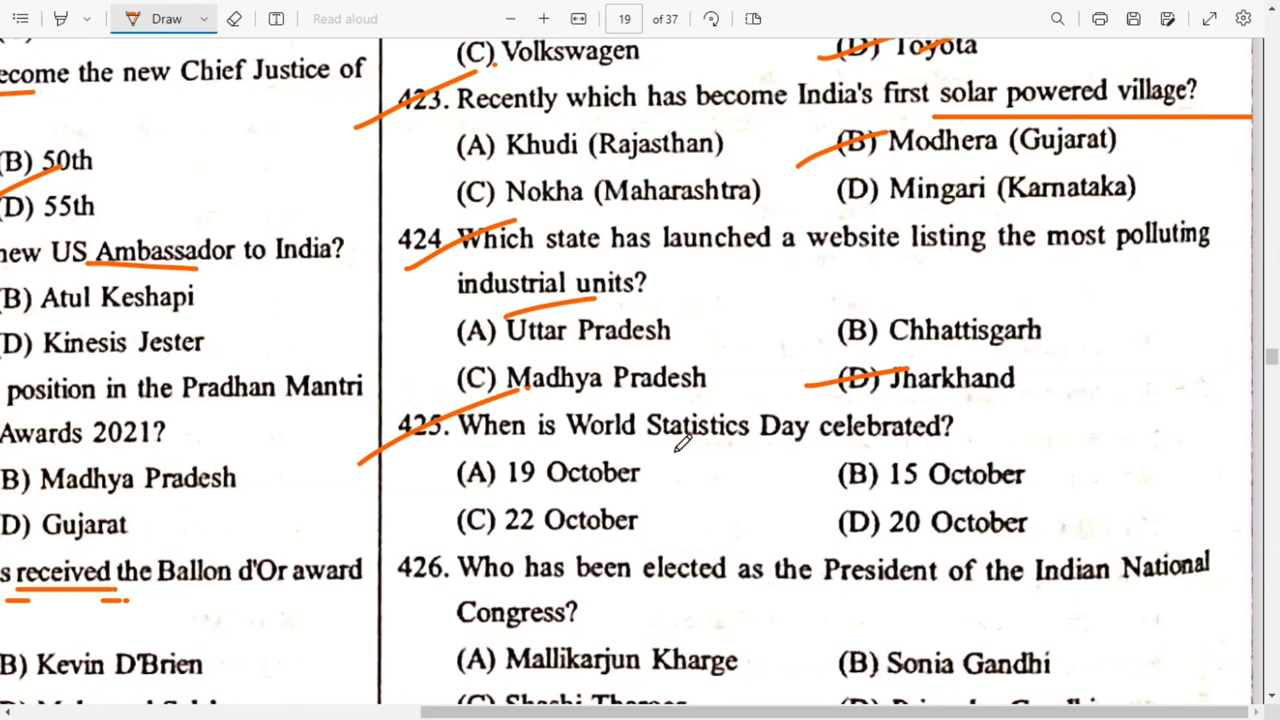 Draw
Read aloud
19 of 37
ecome the new Chief Justice of
(B) 50th
(D) 55th
new US Ambassador to India?
(B) Atul Keshapi
(D) Kinesis Jester
position in the Pradhan Mantri
Awards 2021?
B) Madhya Pradesh
D) Gujarat
s received the Ballon d'Or award
B) Kevin D'Brien
(C) Volkswagen (D) Toyota
423. Recently which has become India's first solar powered village?
(A) Khudi (Rajasthan) (B) Modhera (Gujarat)
(C) Nokha (Maharashtra) (D) Mingari (Karnataka)
424. Which state has launched a website listing the most polluting
industrial units?
(A) Uttar Pradesh (B) Chhattisgarh
(C) Madhya Pradesh (D) Jharkhand
425. When is World Statistics Day celebrated?
(A) 19 October (B) 15 October
(C) 22 October (D) 20 October
426. Who has been elected as the President of the Indian National
Congress?
(A) Mallikarjun Kharge (B) Sonia Gandhi